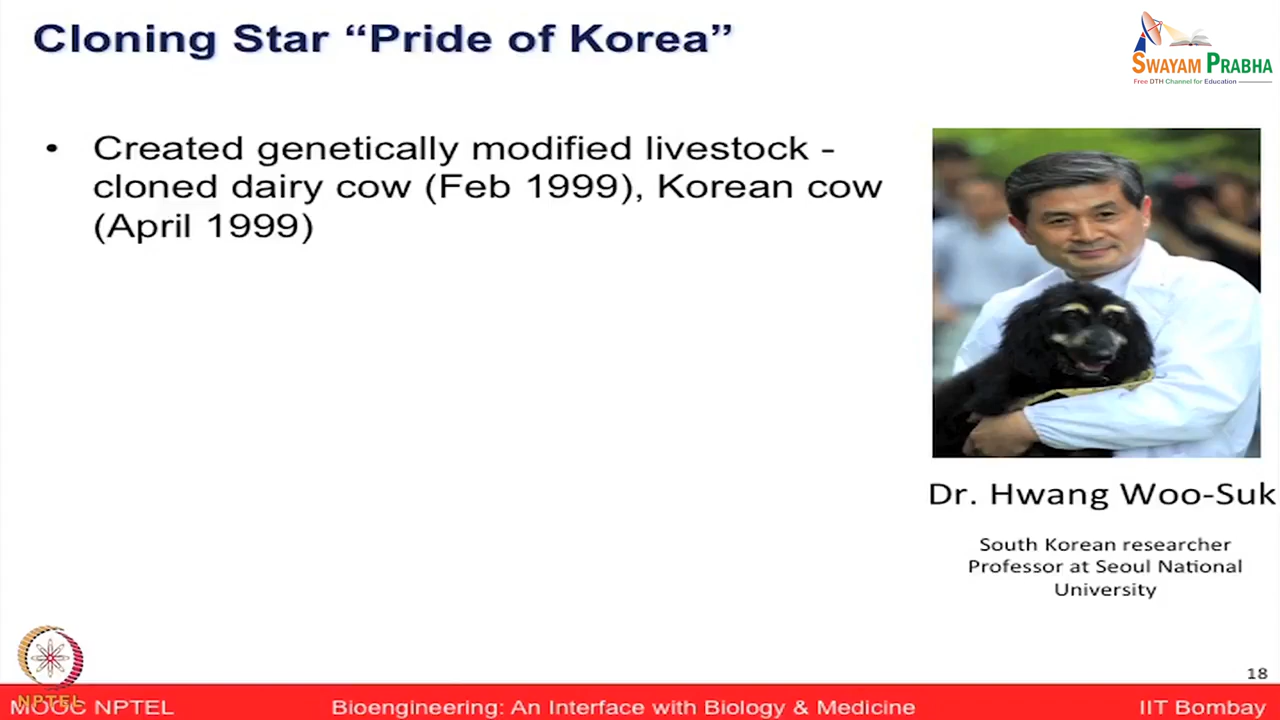 Cloning Star “Pride of Korea”
SWAYAM PRABHA
Free DTH Channel for Education
• Created genetically modified livestock -
cloned dairy cow (Feb 1999), Korean cow
(April 1999)
Dr. Hwang Woo-Suk
South Korean researcher
Professor at Seoul National
University
18
NPTEL
MOOC NPTEL
Bioengineering: An Interface with Biology & Medicine
IIT Bombay